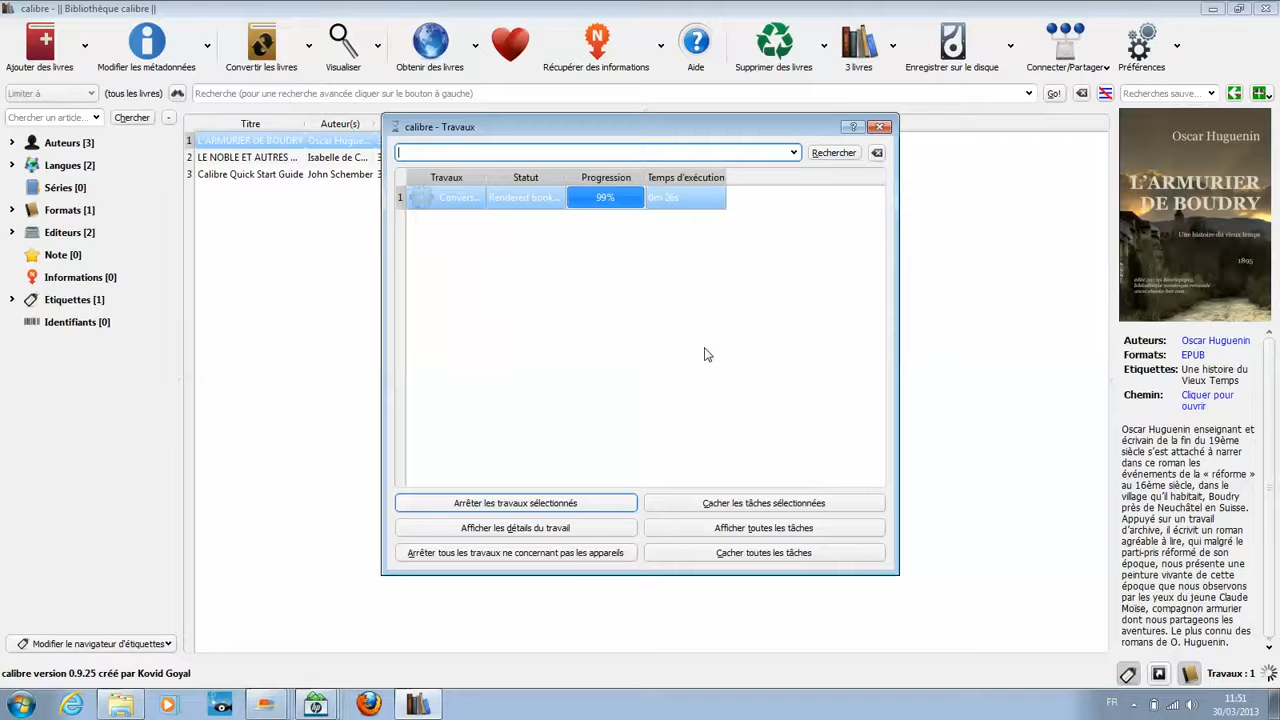 calibre - || Bibliothèque calibre ||
Ajouter des livres
Modifier les métadonnées
Convertir les livres
Visualiser
Obtenir des livres
Récupérer des informations
Aide
Supprimer des livres
3 livres
Enregistrer sur le disque
Connecter/Partager
Préférences
Limiter à
(tous les livres)
Recherche (pour une recherche avancée cliquer sur le bouton à gauche)
Go!
Recherches sauve...
Chercher un article...
Chercher
-
Auteurs [3]
Langues [2]
Séries [0]
Formats [1]
Editeurs [2]
Note [0]
Informations [0]
Etiquettes [1]
Identifiants [0]
Modifier le navigateur d'étiquettes
Titre Auteur(s)
1 L'ARMURIER DE BOUDRY Oscar Hugue...
2 LE NOBLE ET AUTRES ... Isabelle de C... 3
3 Calibre Quick Start Guide John Schember 3
calibre - Travaux
Rechercher
Travaux Statut Progression Temps d'exécution
1 Convers... Rendered book... 99% 0m 26s
Arrêter les travaux sélectionnés
Cacher les tâches sélectionnées
Afficher les détails du travail
Afficher toutes les tâches
Arrêter tous les travaux ne concernant pas les appareils
Cacher toutes les tâches
Oscar Huguenin
L'ARMURIER
DE BOUDRY
Une histoire du vieux temps
1895
Auteurs: Oscar Huguenin
Formats: EPUB
Etiquettes: Une histoire du
Vieux Temps
Chemin: Cliquer pour
ouvrir
Oscar Huguenin enseignant et
écrivain de la fin du 19ème
siècle s'est attaché à narrer
dans ce roman les
événements de la « réforme »
au 16ème siècle, dans le
village qu'il habitait, Boudry
près de Neuchâtel en Suisse.
Appuyé sur un travail
d'archive, il écrivit un roman
agréable à lire, qui malgré le
parti-pris réformé de son
époque, nous présente une
peinture vivante de cette
époque que nous observons
par les yeux du jeune Claude
Moïse, compagnon armurier
dont nous partageons les
aventures. Le plus connu des
romans de O. Huguenin.
calibre version 0.9.25 créé par Kovid Goyal
Travaux : 1
FR
11:51
30/03/2013